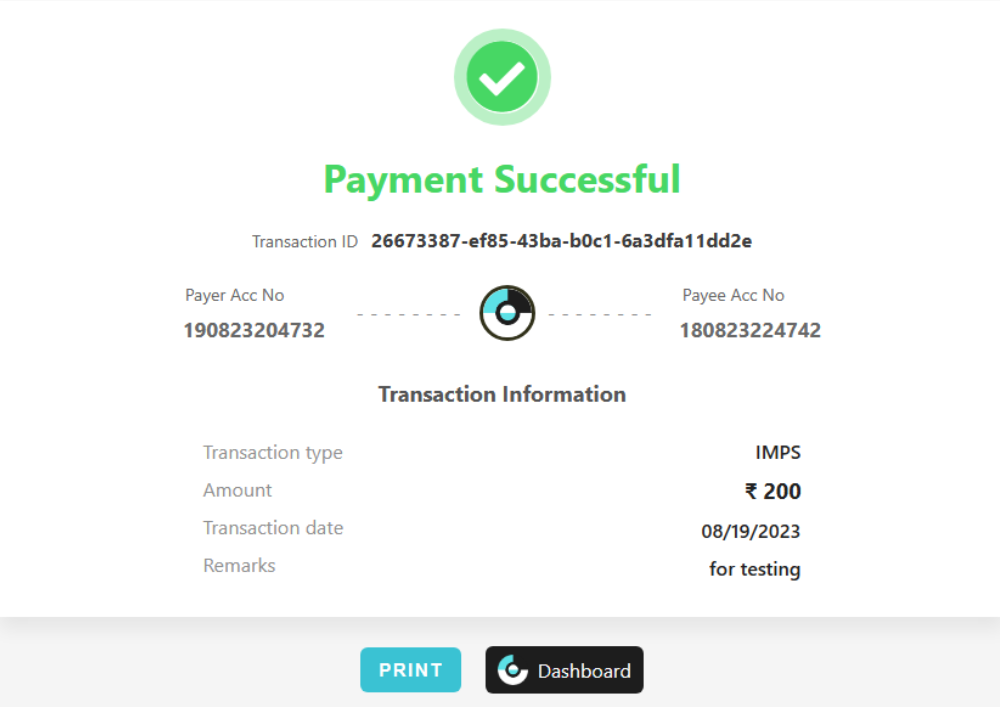 Payment Successful
Transaction ID 26673387-ef85-43ba-b0c1-6a3dfa11dd2e
Payer Acc No
190823204732
Payee Acc No
180823224742
Transaction Information
Transaction type IMPS
Amount ₹ 200
Transaction date 08/19/2023
Remarks for testing
PRINT
Dashboard